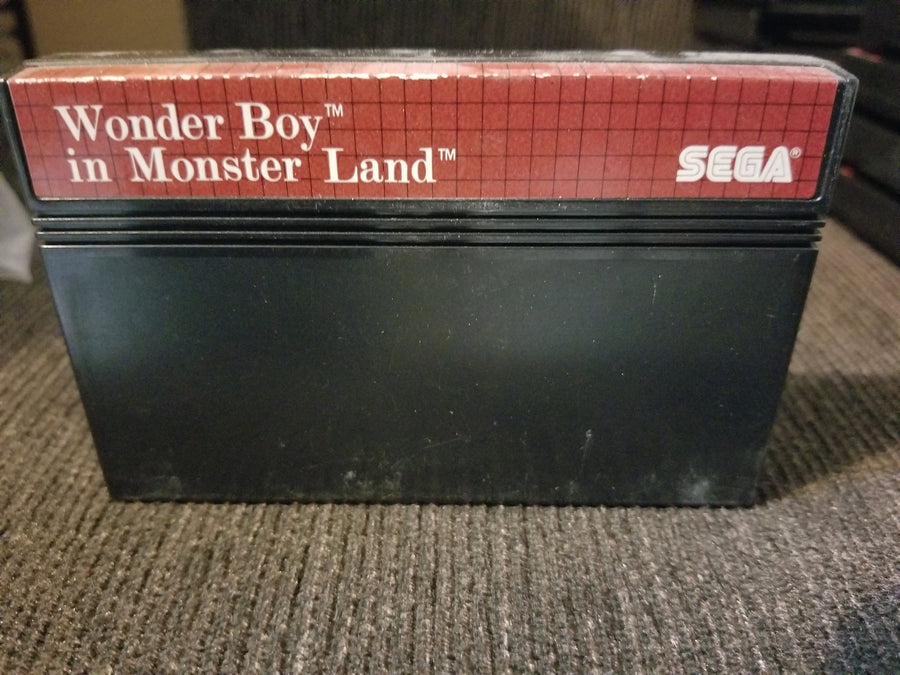 Wonder Boy™
in Monster Land™
SEGA®